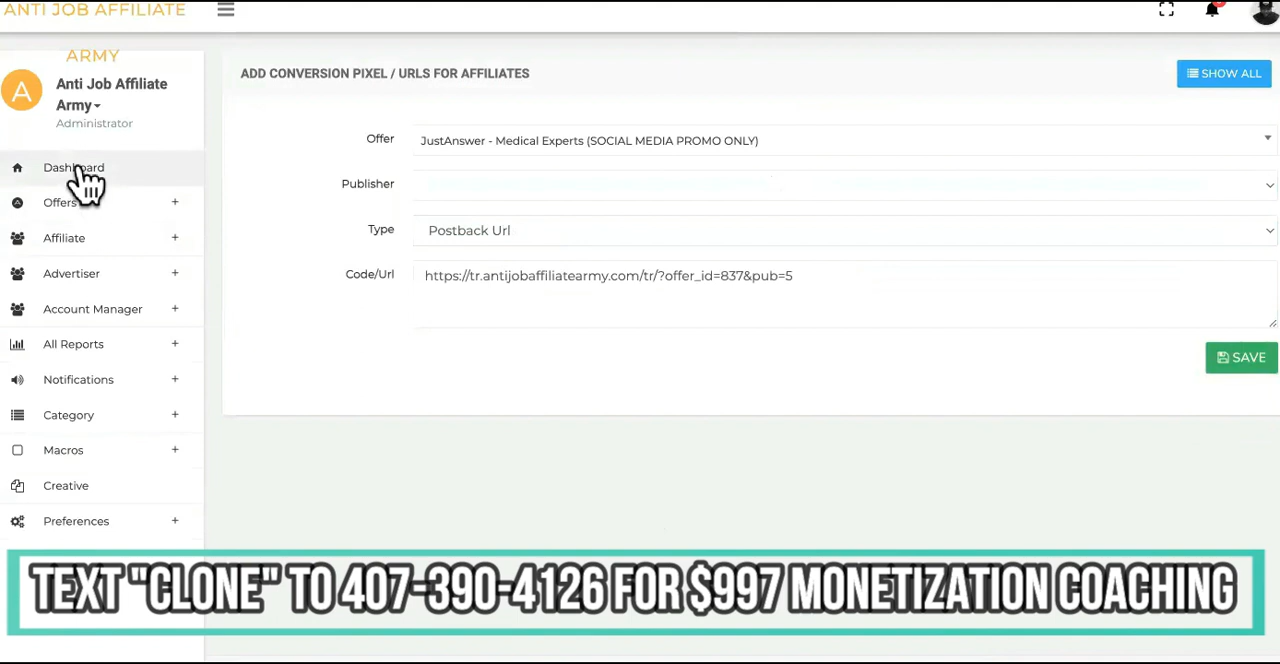 ANTI JOB AFFILIATE
ARMY
A
Anti Job Affiliate
Army
Administrator
Dashboard
Offers
+
Affiliate
+
Advertiser
+
Account Manager
+
All Reports
+
Notifications
+
Category
+
Macros
+
Creative
Preferences
+
ADD CONVERSION PIXEL / URLS FOR AFFILIATES
SHOW ALL
Offer
JustAnswer - Medical Experts (SOCIAL MEDIA PROMO ONLY)
Publisher
Type
Postback Url
Code/Url
https://tr.antijobaffiliatearmy.com/tr/?offer_id=837&pub=5
SAVE
TEXT "CLONE" TO 407-390-4126 FOR $997 MONETIZATION COACHING